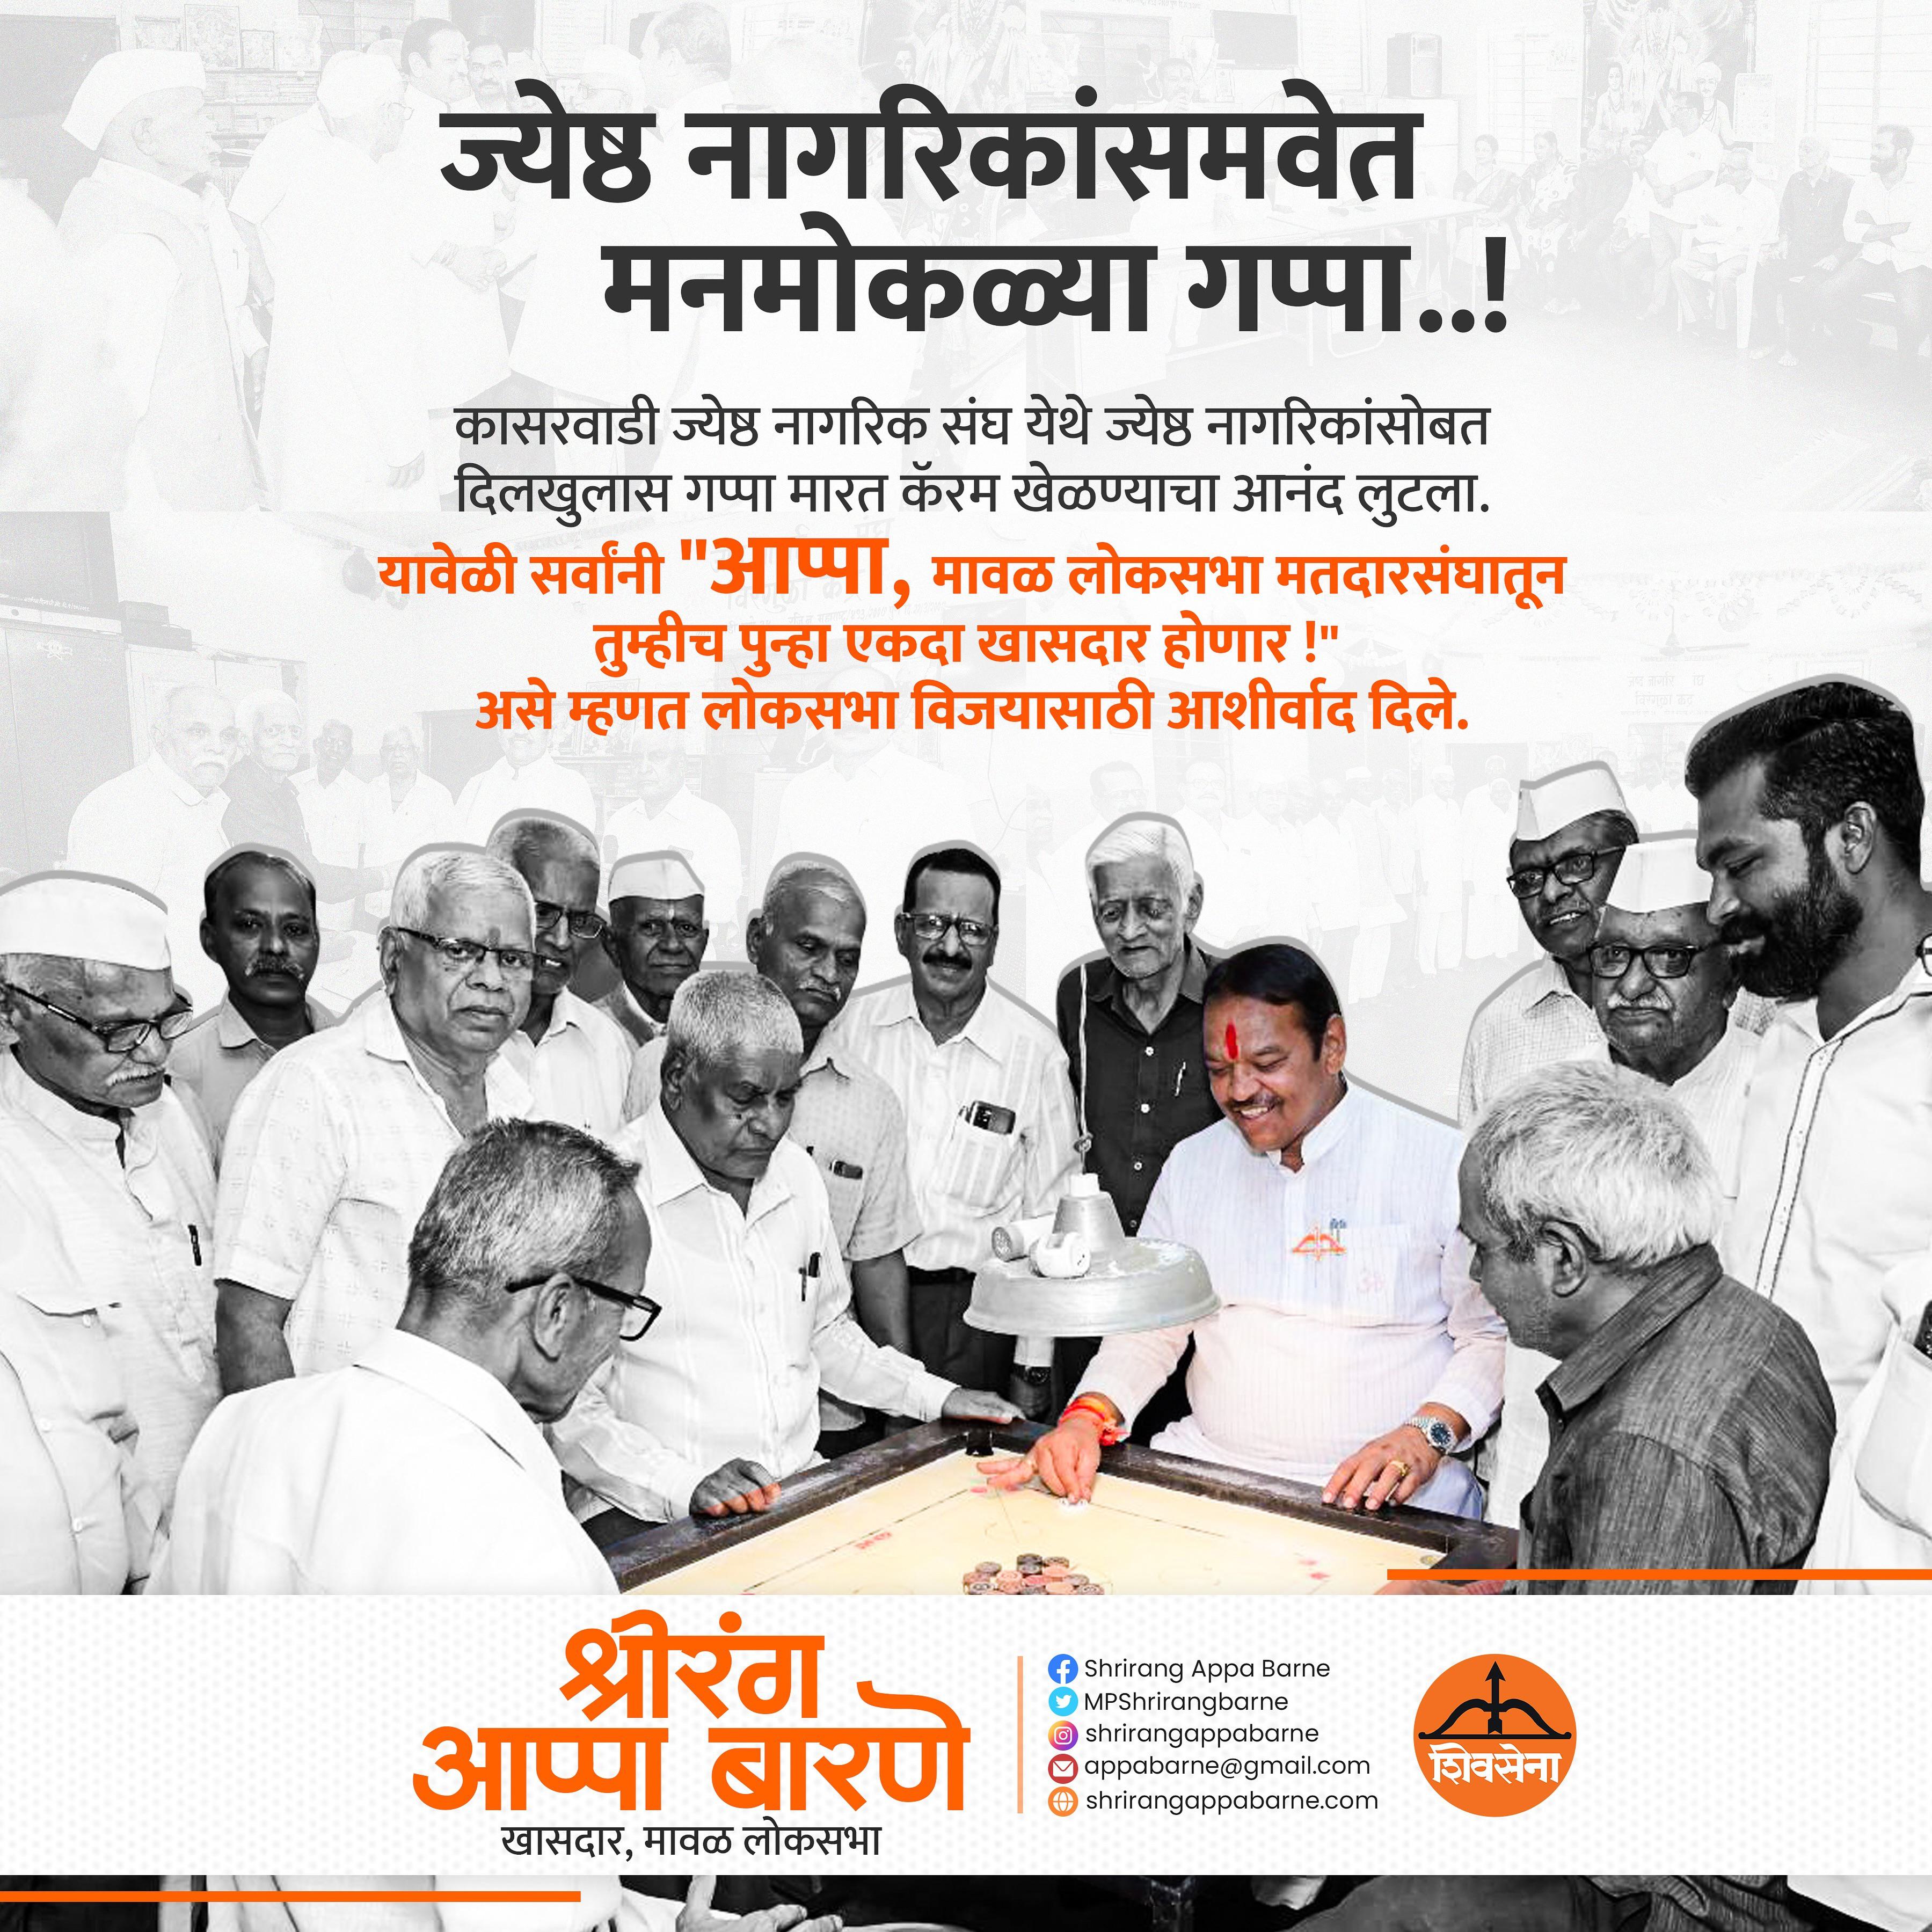 ज्येष्ठ नागरिकांसमवेत
मनमोकळ्या गप्पा..!
कासरवाडी ज्येष्ठ नागरिक संघ येथे ज्येष्ठ नागरिकांसोबत
दिलखुलास गप्पा मारत कॅरम खेळण्याचा आनंद लुटला.
यावेळी सर्वांनी "आप्पा, मावळ लोकसभा मतदारसंघातून
तुम्हीच पुन्हा एकदा खासदार होणार !"
असे म्हणत लोकसभा विजयासाठी आशीर्वाद दिले.
श्रीरंग
आप्पा बारणे
खासदार, मावळ लोकसभा
Shrirang Appa Barne
MPShrirangbarne
shrirangappabarne
appabarne@gmail.com
shrirangappabarne.com
शिवसेना